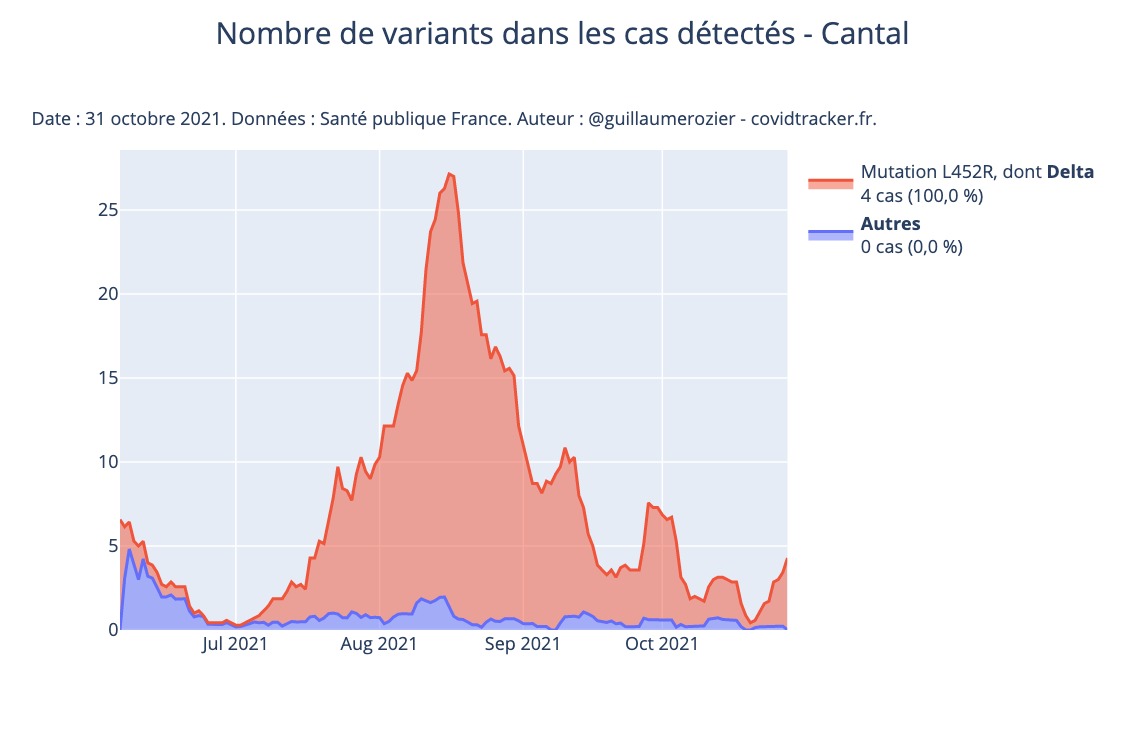 Nombre de variants dans les cas détectés - Cantal
Date : 31 octobre 2021. Données : Santé publique France. Auteur : @guillaumerozier - covidtracker.fr.
Mutation L452R, dont Delta
4 cas (100,0 %)
Autres
0 cas (0,0 %)
25
20
15
10
5
0
Jul 2021
Aug 2021
Sep 2021
Oct 2021